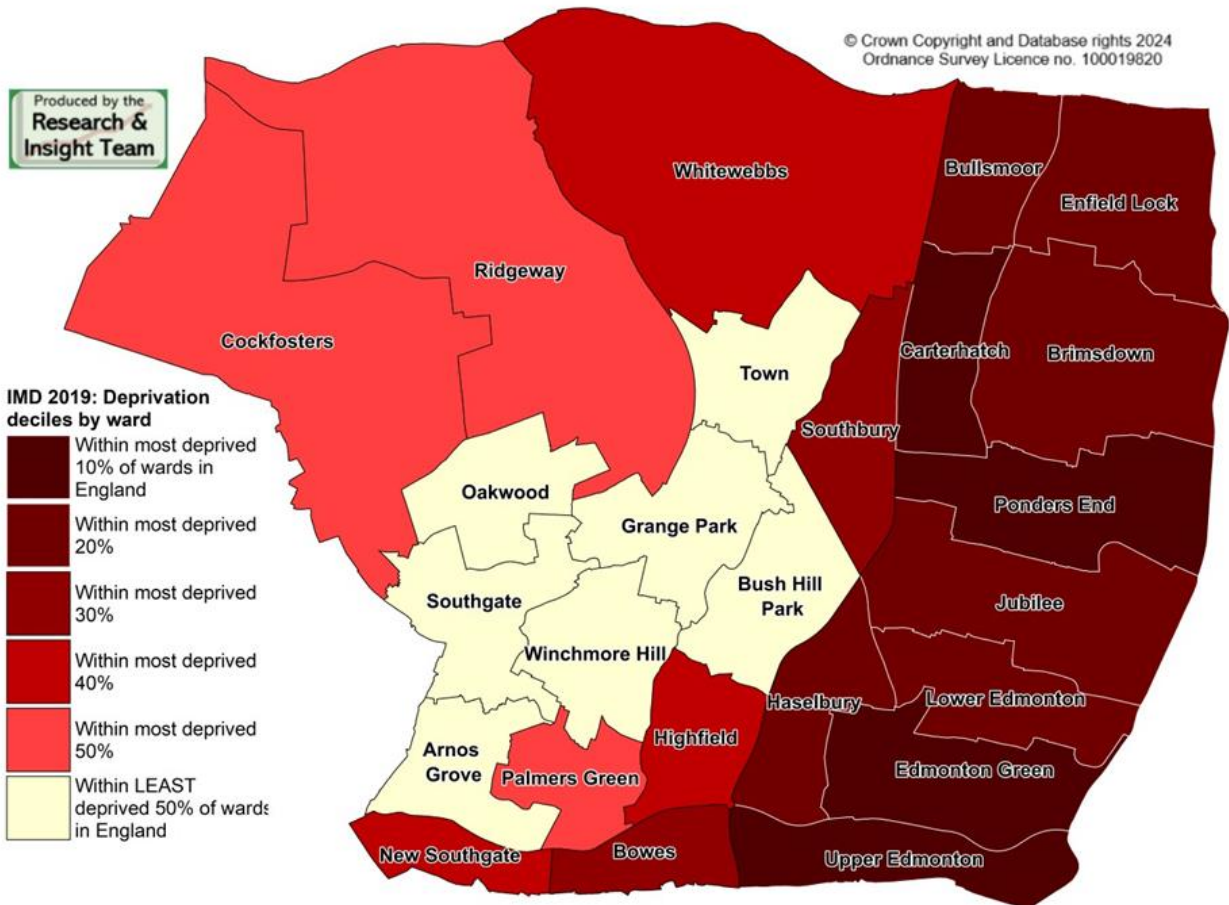 © Crown Copyright and Database rights 2024
Ordnance Survey Licence no. 100019820
Produced by the
Research &
Insight Team
Whitewebbs
Bullsmoor
Enfield Lock
Ridgeway
Cockfosters
Town
Carterhatch
Brimsdown
IMD 2019: Deprivation
deciles by ward
Within most deprived
10% of wards in
England
Within most deprived
20%
Within most deprived
30%
Within most deprived
40%
Within most deprived
50%
Within LEAST
deprived 50% of wards
in England
Southbury
Oakwood
Grange Park
Ponders End
Bush Hill
Park
Southgate
Jubilee
Winchmore Hill
Haselbury
Lower Edmonton
Highfield
Arnos
Grove
Palmers Green
Edmonton Green
New Southgate
Bowes
Upper Edmonton